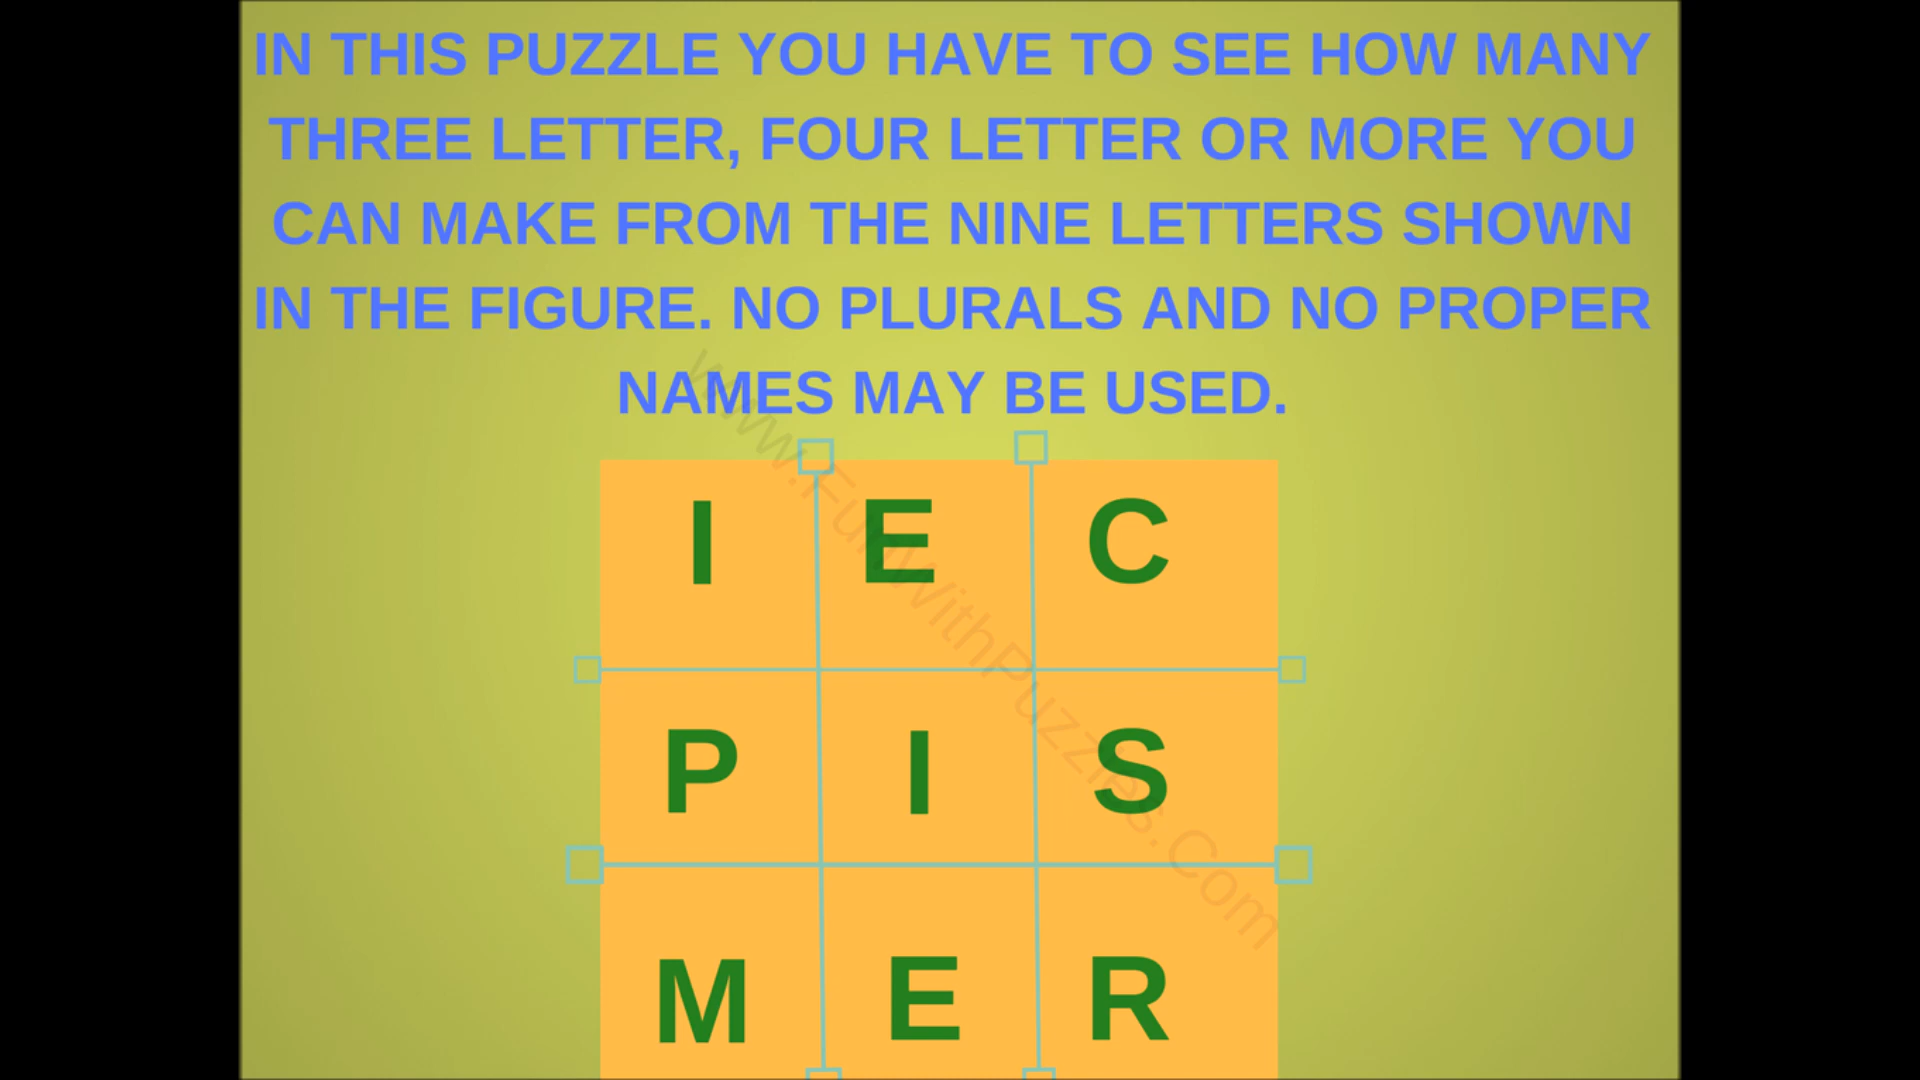 IN THIS PUZZLE YOU HAVE TO SEE HOW MANY
THREE LETTER, FOUR LETTER OR MORE YOU
CAN MAKE FROM THE NINE LETTERS SHOWN
IN THE FIGURE. NO PLURALS AND NO PROPER
NAMES MAY BE USED.
www.FunWithPuzzles.Com
I E C
P I S
M E R